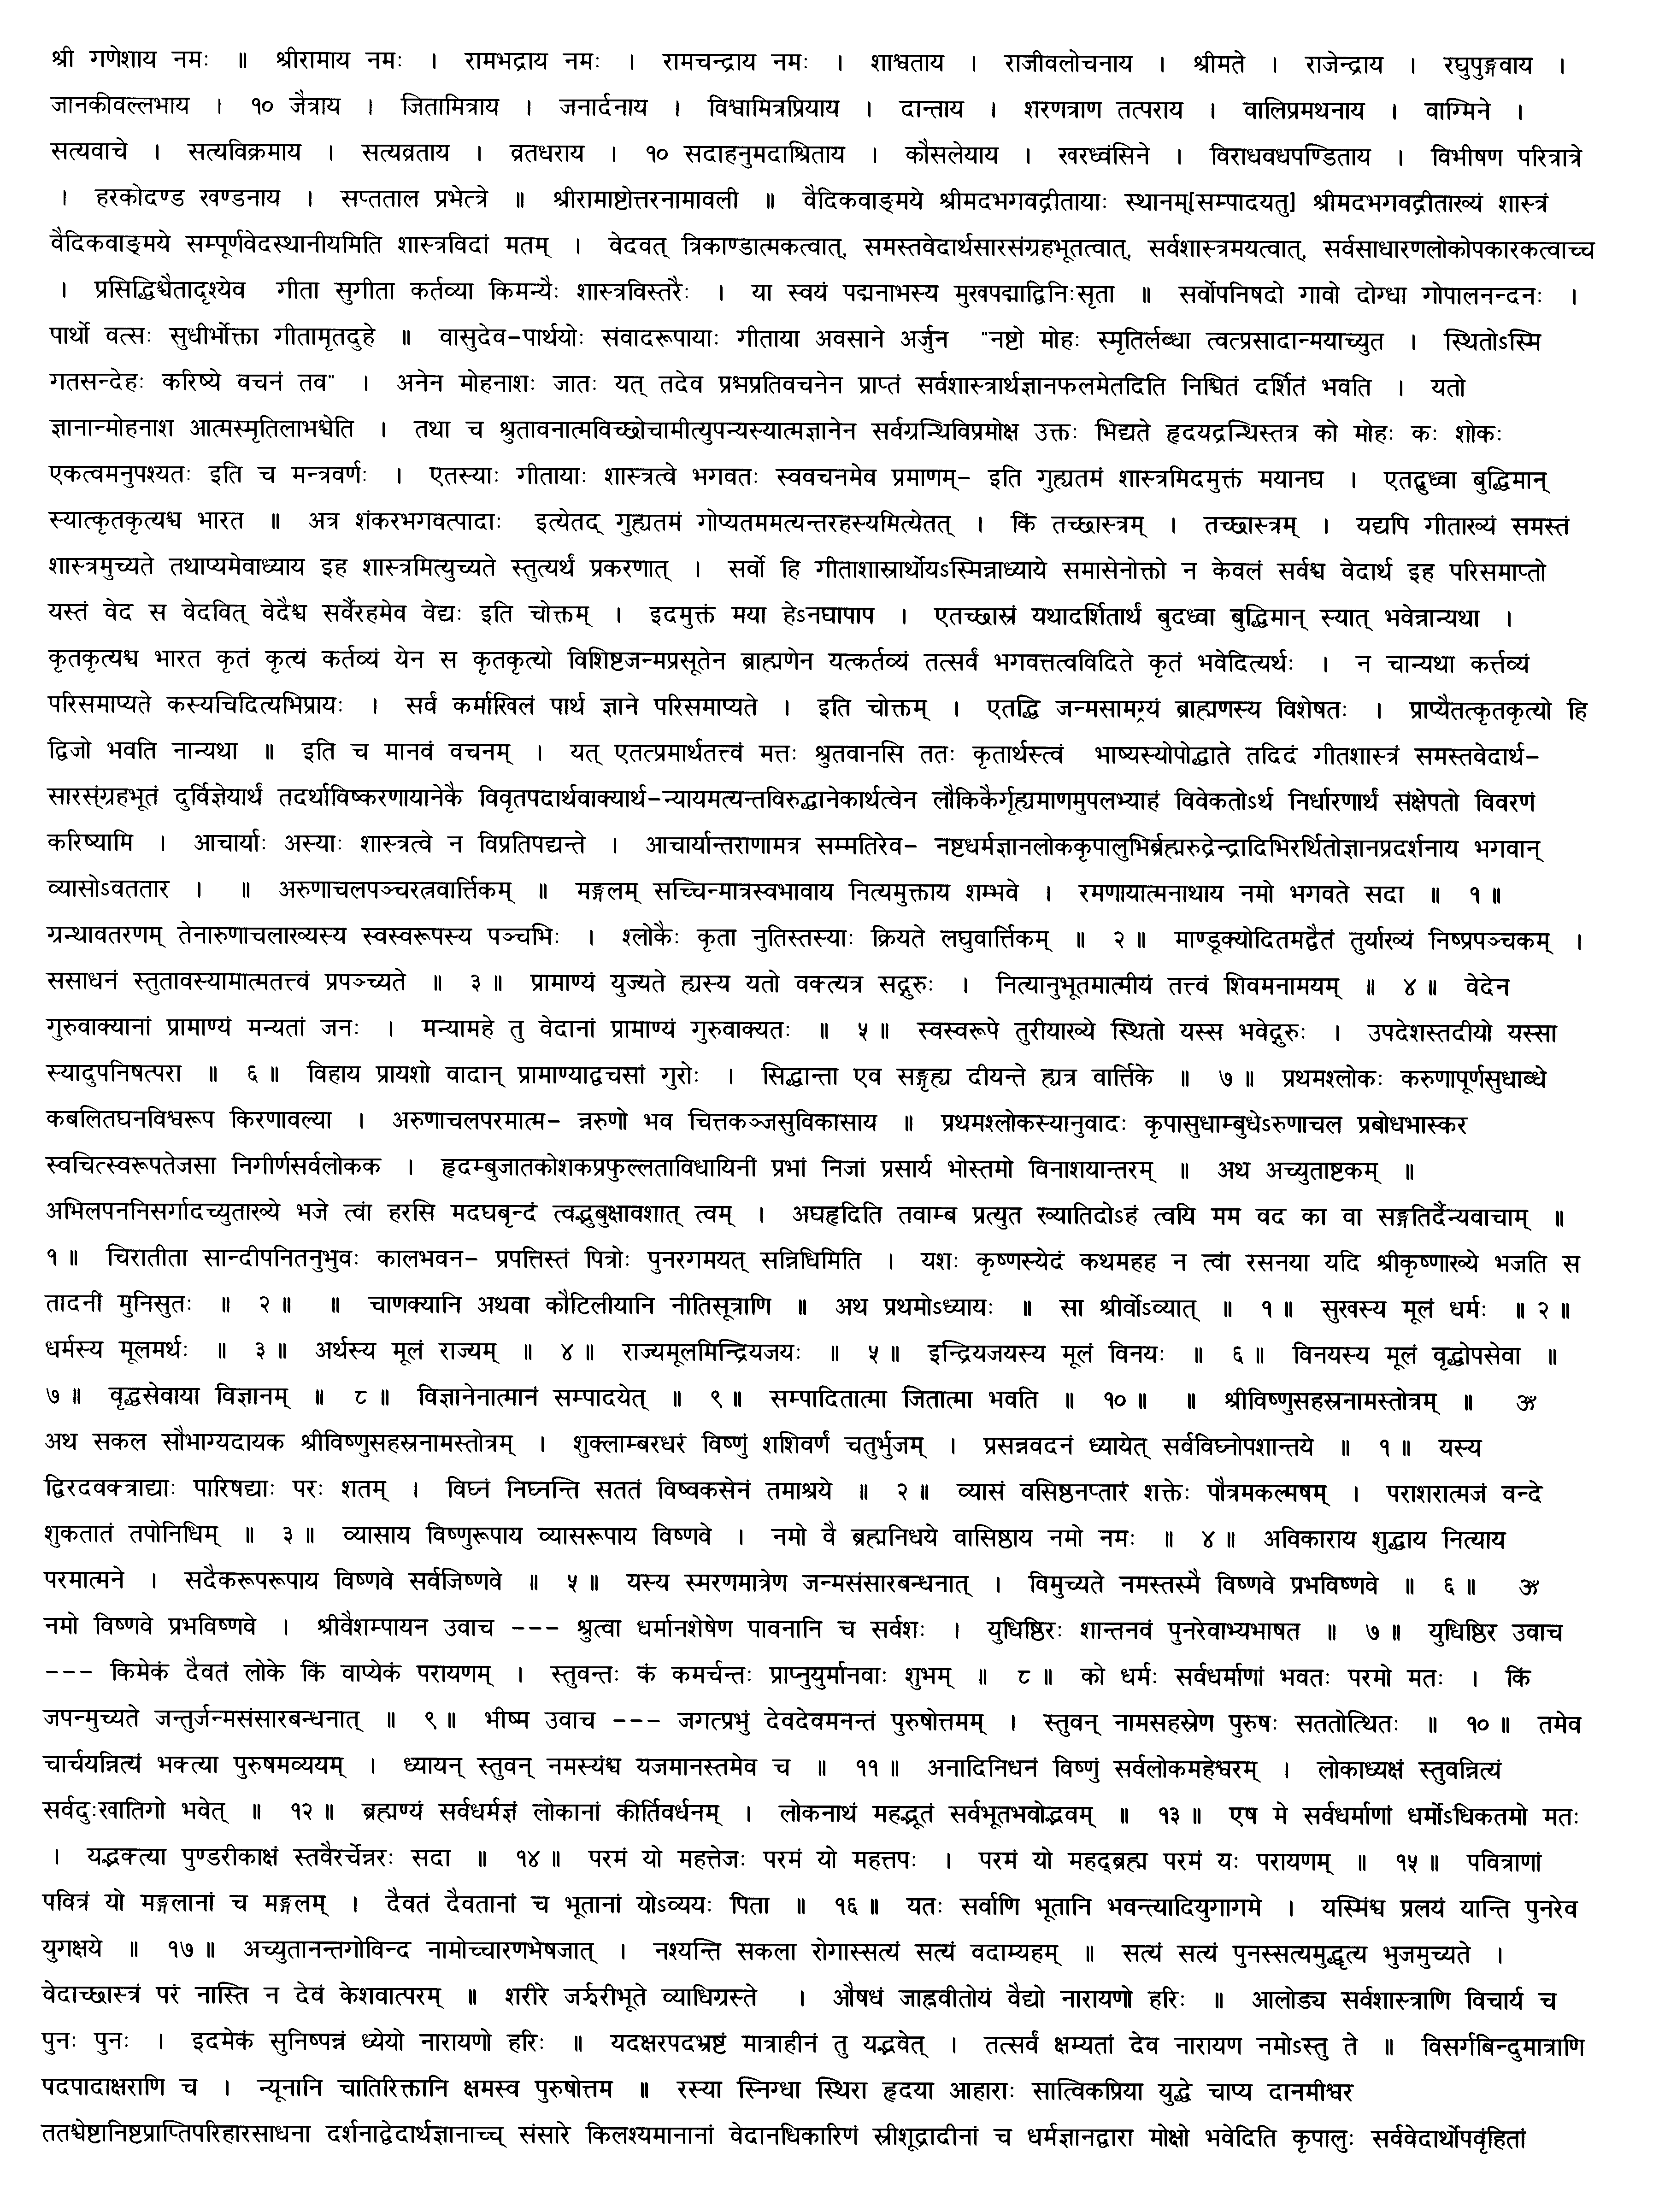 श्री गणेशाय नमः ॥ श्रीरामाय नमः । रामभद्राय नमः । रामचन्द्राय नमः । शाश्वताय । राजीवलोचनाय । श्रीमते । राजेन्द्राय । रघुपुङ्गवाय ।
जानकीवल्लभाय । १० जैत्राय । जितामित्राय । जनार्दनाय । विश्वामित्रप्रियाय । दान्ताय । शरणत्राण तत्पराय । वालिप्रमथनाय । वाग्मिने ।
सत्यवाचे । सत्यविक्रमाय । सत्यव्रताय । व्रतधराय । १० सदाहनुमदाश्रिताय । कौसलेयाय । खरध्वंसिने । विराधवधपण्डिताय । विभीषण परित्रात्रे
। हरकोदण्ड खण्डनाय । सप्तताल प्रभेत्त्रे ॥ श्रीरामाष्टोत्तरनामावली ॥ वैदिकवाङ्मये श्रीमदभगवद्गीतायाः स्थानम्[सम्पादयतु] श्रीमदभगवद्गीताख्यं शास्त्रं
वैदिकवाङ्मये सम्पूर्णवेदस्थानीयमिति शास्त्रविदां मतम् । वेदवत् त्रिकाण्डात्मकत्वात्, समस्तवेदार्थसारसंग्रहभूतत्वात्, सर्वशास्त्रमयत्वात्, सर्वसाधारणलोकोपकारकत्वाच्च
। प्रसिद्धिश्चैतादृश्येव गीता सुगीता कर्तव्या किमन्यैः शास्त्रविस्तरैः । या स्वयं पद्मनाभस्य मुखपद्माद्विनिःसृता ॥ सर्वोपनिषदो गावो दोग्धा गोपालनन्दनः ।
पार्थो वत्सः सुधीर्भोक्ता गीतामृतदुहे ॥ वासुदेव-पार्थयोः संवादरूपायाः गीताया अवसाने अर्जुन "नष्टो मोहः स्मृतिर्लब्धा त्वत्प्रसादान्मयाच्युत । स्थितोऽस्मि
गतसन्देहः करिष्ये वचनं तव" । अनेन मोहनाशः जातः यत् तदेव प्रश्नप्रतिवचनेन प्राप्तं सर्वशास्त्रार्थज्ञानफलमेतदिति निश्चितं दर्शितं भवति । यतो
ज्ञानान्मोहनाश आत्मस्मृतिलाभश्चेति । तथा च श्रुतावनात्मविच्छोचामीत्युपन्यस्यात्मज्ञानेन सर्वग्रन्थिविप्रमोक्ष उक्तः भिद्यते हृदयद्रन्थिस्तत्र को मोहः कः शोकः
एकत्वमनुपश्यतः इति च मन्त्रवर्णः । एतस्याः गीतायाः शास्त्रत्वे भगवतः स्ववचनमेव प्रमाणम्- इति गुह्यतमं शास्त्रमिदमुक्तं मयानघ । एतद्बुध्वा बुद्धिमान्
स्यात्कृतकृत्यश्च भारत ॥ अत्र शंकरभगवत्पादाः इत्येतद् गुह्यतमं गोप्यतममत्यन्तरहस्यमित्येतत् । किं तच्छास्त्रम् । तच्छास्त्रम् । यद्यपि गीताख्यं समस्तं
शास्त्रमुच्यते तथाप्यमेवाध्याय इह शास्त्रमित्युच्यते स्तुत्यर्थं प्रकरणात् । सर्वो हि गीताशास्रार्थोयऽस्मिन्नाध्याये समासेनोक्तो न केवलं सर्वश्च वेदार्थ इह परिसमाप्तो
यस्तं वेद स वेदवित् वेदैश्च सर्वैरहमेव वेद्यः इति चोक्तम् । इदमुक्तं मया हेऽनघापाप । एतच्छास्रं यथादर्शितार्थं बुदध्वा बुद्धिमान् स्यात् भवेन्नान्यथा ।
कृतकृत्यश्च भारत कृतं कृत्यं कर्तव्यं येन स कृतकृत्यो विशिष्टजन्मप्रसूतेन ब्राह्मणेन यत्कर्तव्यं तत्सर्वं भगवत्तत्वविदिते कृतं भवेदित्यर्थः । न चान्यथा कर्त्तव्यं
परिसमाप्यते कस्यचिदित्यभिप्रायः । सर्वं कर्माखिलं पार्थ ज्ञाने परिसमाप्यते । इति चोक्तम् । एतद्धि जन्मसामग्र्यं ब्राह्मणस्य विशेषतः । प्राप्यैतत्कृतकृत्यो हि
द्विजो भवति नान्यथा ॥ इति च मानवं वचनम् । यत् एतत्प्रमार्थतत्त्वं मत्तः श्रुतवानसि ततः कृतार्थस्त्वं भाष्यस्योपोद्घाते तदिदं गीतशास्त्रं समस्तवेदार्थ-
सारस्ंग्रहभूतं दुर्विज्ञेयार्थं तदर्थाविष्करणायानेकै विवृतपदार्थवाक्यार्थ-न्यायमत्यन्तविरुद्धानेकार्थत्वेन लौकिकैर्गृह्यमाणमुपलभ्याहं विवेकतोऽर्थ निर्धारणार्थं संक्षेपतो विवरणं
करिष्यामि । आचार्याः अस्याः शास्त्रत्वे न विप्रतिपद्यन्ते । आचार्यान्तराणामत्र सम्मतिरेव- नष्टधर्मज्ञानलोककृपालुभिर्ब्रह्मरुद्रेन्द्रादिभिरर्थितोज्ञानप्रदर्शनाय भगवान्
व्यासोऽवततार । ॥ अरुणाचलपञ्चरत्नवार्त्तिकम् ॥ मङ्गलम् सच्चिन्मात्रस्वभावाय नित्यमुक्ताय शम्भवे । रमणायात्मनाथाय नमो भगवते सदा ॥ १ ॥
ग्रन्थावतरणम् तेनारुणाचलाख्यस्य स्वस्वरूपस्य पञ्चभिः । श्लोकैः कृता नुतिस्तस्याः क्रियते लघुवार्त्तिकम् ॥ २ ॥ माण्डूक्योदितमद्वैतं तुर्याख्यं निष्प्रपञ्चकम् ।
ससाधनं स्तुतावस्यामात्मतत्त्वं प्रपञ्च्यते ॥ ३ ॥ प्रामाण्यं युज्यते ह्यस्य यतो वक्त्यत्र सद्गुरुः । नित्यानुभूतमात्मीयं तत्त्वं शिवमनामयम् ॥ ४ ॥ वेदेन
गुरुवाक्यानां प्रामाण्यं मन्यतां जनः । मन्यामहे तु वेदानां प्रामाण्यं गुरुवाक्यतः ॥ ५ ॥ स्वस्वरूपे तुरीयाख्ये स्थितो यस्स भवेद्गुरुः । उपदेशस्तदीयो यस्सा
स्यादुपनिषत्परा ॥ ६ ॥ विहाय प्रायशो वादान् प्रामाण्याद्वचसां गुरोः । सिद्धान्ता एव सङ्गृह्य दीयन्ते ह्यत्र वार्त्तिके ॥ ७ ॥ प्रथमश्लोकः करुणापूर्णसुधाब्धे
कबलितघनविश्वरूप किरणावल्या । अरुणाचलपरमात्म- न्नरुणो भव चित्तकञ्जसुविकासाय ॥ प्रथमश्लोकस्यानुवादः कृपासुधाम्बुधेऽरुणाचल प्रबोधभास्कर
स्वचित्स्वरूपतेजसा निगीर्णसर्वलोकक । हृदम्बुजातकोशकप्रफुल्लताविधायिनीं प्रभां निजां प्रसार्य भोस्तमो विनाशयान्तरम् ॥ अथ अच्युताष्टकम् ॥
अभिलपननिसर्गादच्युताख्ये भजे त्वां हरसि मदघबृन्दं त्वद्भुबुक्षावशात् त्वम् । अघहृदिति तवाम्ब प्रत्युत ख्यातिदोऽहं त्वयि मम वद का वा सङ्गतिर्दैन्यवाचाम् ॥
१ ॥ चिरातीता सान्दीपनितनुभुवः कालभवन- प्रपत्तिस्तं पित्रोः पुनरगमयत् सन्निधिमिति । यशः कृष्णस्येदं कथमहह न त्वां रसनया यदि श्रीकृष्णाख्ये भजति स
तादनीं मुनिसुतः ॥ २ ॥ ॥ चाणक्यानि अथवा कौटिलीयानि नीतिसूत्राणि ॥ अथ प्रथमोऽध्यायः ॥ सा श्रीर्वोऽव्यात् ॥ १ ॥ सुखस्य मूलं धर्मः ॥ २ ॥
धर्मस्य मूलमर्थः ॥ ३ ॥ अर्थस्य मूलं राज्यम् ॥ ४ ॥ राज्यमूलमिन्द्रियजयः ॥ ५ ॥ इन्द्रियजयस्य मूलं विनयः ॥ ६ ॥ विनयस्य मूलं वृद्धोपसेवा ॥
७ ॥ वृद्धसेवाया विज्ञानम् ॥ ८ ॥ विज्ञानेनात्मानं सम्पादयेत् ॥ ९ ॥ सम्पादितात्मा जितात्मा भवति ॥ १० ॥ ॥ श्रीविष्णुसहस्रनामस्तोत्रम् ॥ ॐ
अथ सकल सौभाग्यदायक श्रीविष्णुसहस्रनामस्तोत्रम् । शुक्लाम्बरधरं विष्णुं शशिवर्णं चतुर्भुजम् । प्रसन्नवदनं ध्यायेत् सर्वविघ्नोपशान्तये ॥ १ ॥ यस्य
द्विरदवक्त्राद्याः पारिषद्याः परः शतम् । विघ्नं निघ्नन्ति सततं विष्वकसेनं तमाश्रये ॥ २ ॥ व्यासं वसिष्ठनप्तारं शक्तेः पौत्रमकल्मषम् । पराशरात्मजं वन्दे
शुकतातं तपोनिधिम् ॥ ३ ॥ व्यासाय विष्णुरूपाय व्यासरूपाय विष्णवे । नमो वै ब्रह्मनिधये वासिष्ठाय नमो नमः ॥ ४ ॥ अविकाराय शुद्धाय नित्याय
परमात्मने । सदैकरूपरूपाय विष्णवे सर्वजिष्णवे ॥ ५ ॥ यस्य स्मरणमात्रेण जन्मसंसारबन्धनात् । विमुच्यते नमस्तस्मै विष्णवे प्रभविष्णवे ॥ ६ ॥ ॐ
नमो विष्णवे प्रभविष्णवे । श्रीवैशम्पायन उवाच --- श्रुत्वा धर्मानशेषेण पावनानि च सर्वशः । युधिष्ठिरः शान्तनवं पुनरेवाभ्यभाषत ॥ ७ ॥ युधिष्ठिर उवाच
--- किमेकं दैवतं लोके किं वाप्येकं परायणम् । स्तुवन्तः कं कमर्चन्तः प्राप्नुयुर्मानवाः शुभम् ॥ ८ ॥ को धर्मः सर्वधर्माणां भवतः परमो मतः । किं
जपन्मुच्यते जन्तुर्जन्मसंसारबन्धनात् ॥ ९ ॥ भीष्म उवाच --- जगत्प्रभुं देवदेवमनन्तं पुरुषोत्तमम् । स्तुवन् नामसहस्रेण पुरुषः सततोत्थितः ॥ १० ॥ तमेव
चार्चयन्नित्यं भक्त्या पुरुषमव्ययम् । ध्यायन् स्तुवन् नमस्यंश्च यजमानस्तमेव च ॥ ११ ॥ अनादिनिधनं विष्णुं सर्वलोकमहेश्वरम् । लोकाध्यक्षं स्तुवन्नित्यं
सर्वदुःखातिगो भवेत् ॥ १२ ॥ ब्रह्मण्यं सर्वधर्मज्ञं लोकानां कीर्तिवर्धनम् । लोकनाथं महद्भूतं सर्वभूतभवोद्भवम् ॥ १३ ॥ एष मे सर्वधर्माणां धर्मोऽधिकतमो मतः
। यद्भक्त्या पुण्डरीकाक्षं स्तवैरर्चेन्नरः सदा ॥ १४ ॥ परमं यो महत्तेजः परमं यो महत्तपः । परमं यो महद्ब्रह्म परमं यः परायणम् ॥ १५ ॥ पवित्राणां
पवित्रं यो मङ्गलानां च मङ्गलम् । दैवतं दैवतानां च भूतानां योऽव्ययः पिता ॥ १६ ॥ यतः सर्वाणि भूतानि भवन्त्यादियुगागमे । यस्मिंश्च प्रलयं यान्ति पुनरेव
युगक्षये ॥ १७ ॥ अच्युतानन्तगोविन्द नामोच्चारणभेषजात् । नश्यन्ति सकला रोगास्सत्यं सत्यं वदाम्यहम् ॥ सत्यं सत्यं पुनस्सत्यमुद्धृत्य भुजमुच्यते ।
वेदाच्छास्त्रं परं नास्ति न देवं केशवात्परम् ॥ शरीरे जर्झरीभूते व्याधिग्रस्ते । औषधं जाह्नवीतोयं वैद्यो नारायणो हरिः ॥ आलोड्य सर्वशास्त्राणि विचार्य च
पुनः पुनः । इदमेकं सुनिष्पन्नं ध्येयो नारायणो हरिः ॥ यदक्षरपदभ्रष्टं मात्राहीनं तु यद्भवेत् । तत्सर्वं क्षम्यतां देव नारायण नमोऽस्तु ते ॥ विसर्गबिन्दुमात्राणि
पदपादाक्षराणि च । न्यूनानि चातिरिक्तानि क्षमस्व पुरुषोत्तम ॥ रस्या स्निग्धा स्थिरा हृदया आहाराः सात्विकप्रिया युद्धे चाप्य दानमीश्वर
ततश्चेष्टानिष्टप्राप्तिपरिहारसाधना दर्शनाद्वेदार्थज्ञानाच्च् संसारे किलश्यमानानां वेदानधिकारिणं स्रीशूद्रादीनां च धर्मज्ञानद्वारा मोक्षो भवेदिति कृपालुः सर्ववेदार्थोपवृंहितां